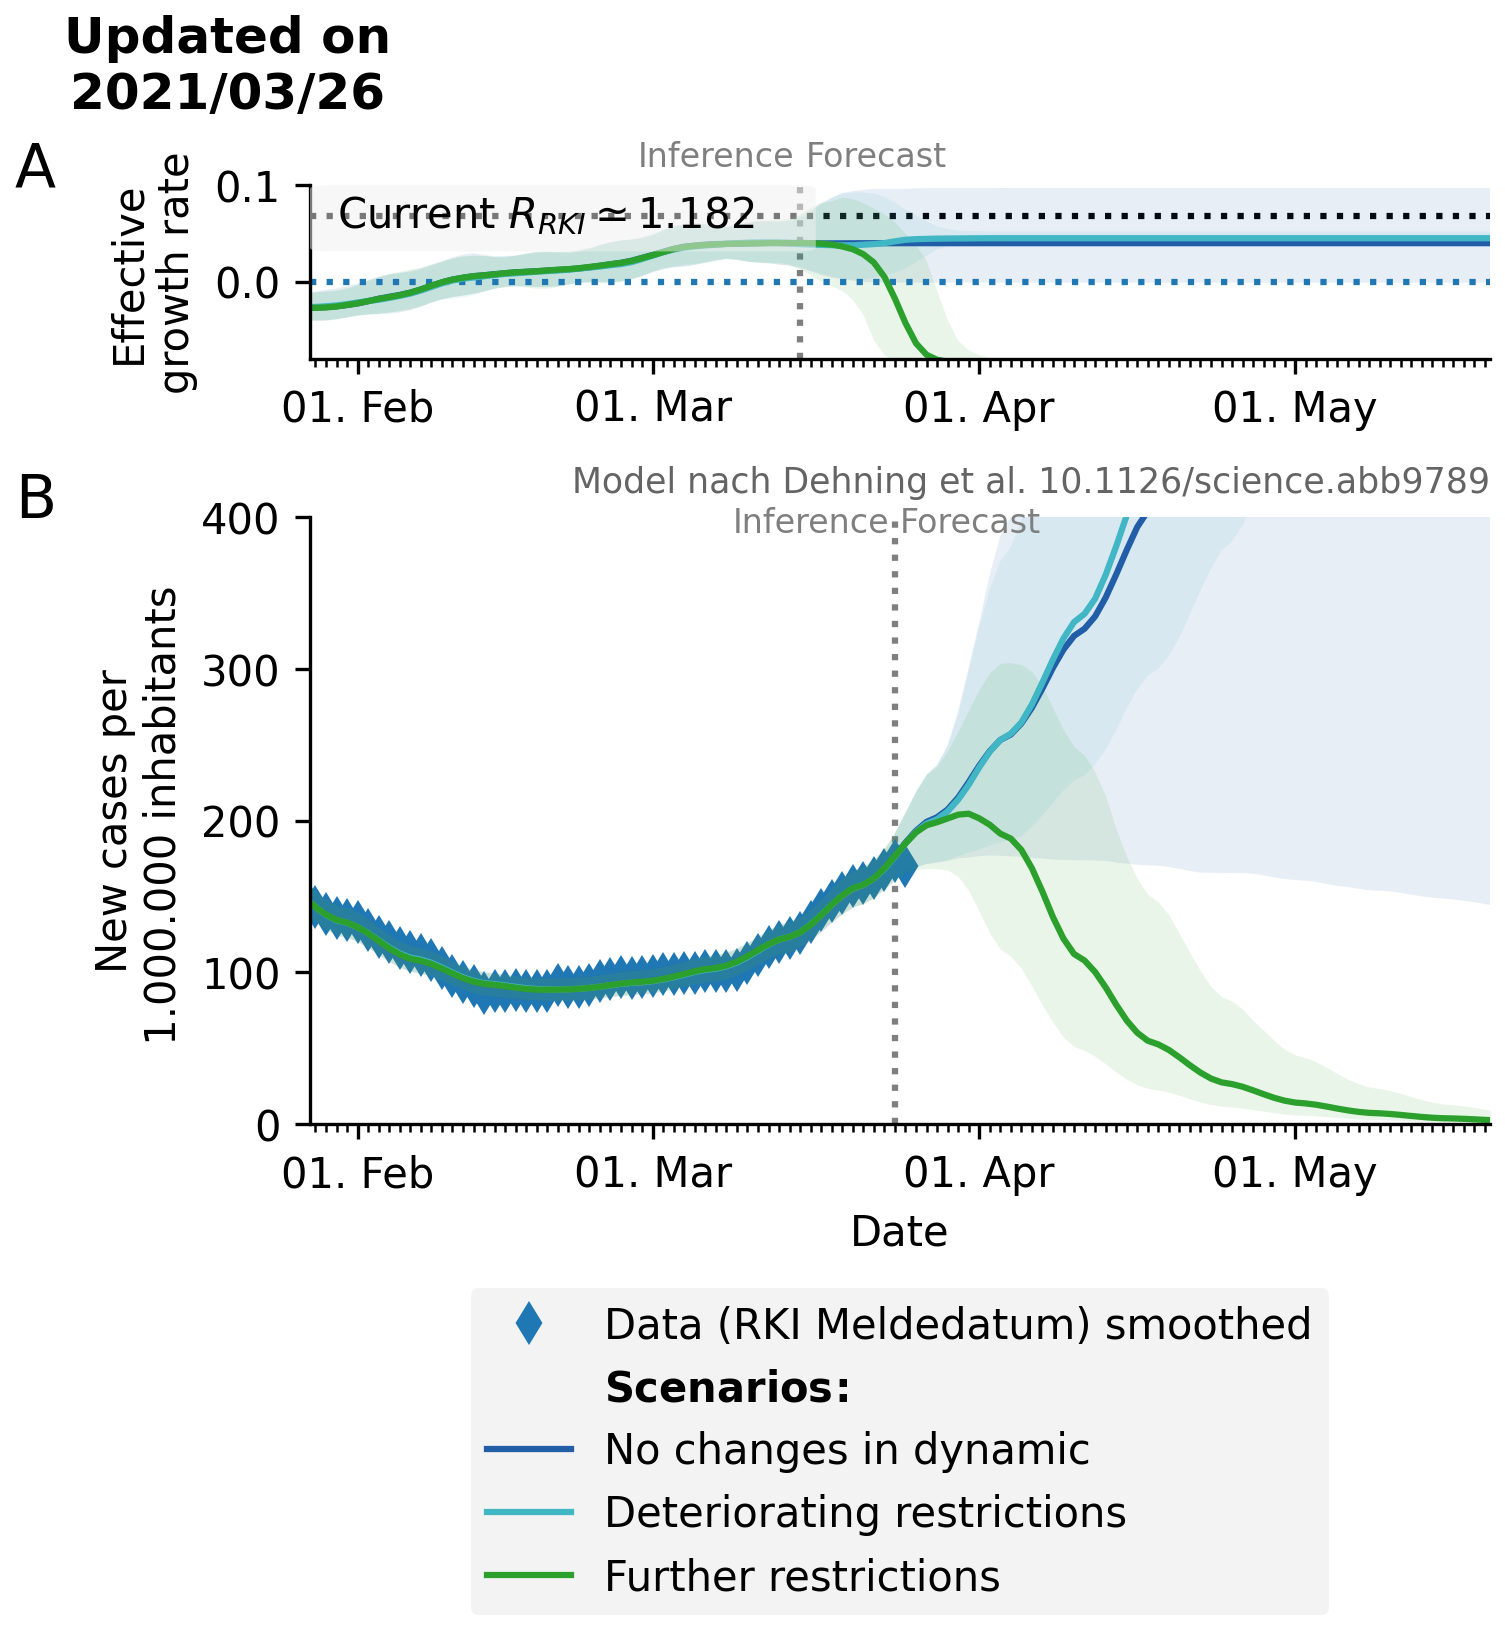 Updated on
2021/03/26
A
Inference Forecast
Effective
growth rate
0.1
0.0
Current R_RKI ≃ 1.182
01. Feb 01. Mar 01. Apr 01. May
B
Model nach Dehning et al. 10.1126/science.abb9789
Inference Forecast
New cases per
1.000.000 inhabitants
400
300
200
100
0
01. Feb 01. Mar 01. Apr 01. May
Date
Data (RKI Meldedatum) smoothed
Scenarios:
No changes in dynamic
Deteriorating restrictions
Further restrictions